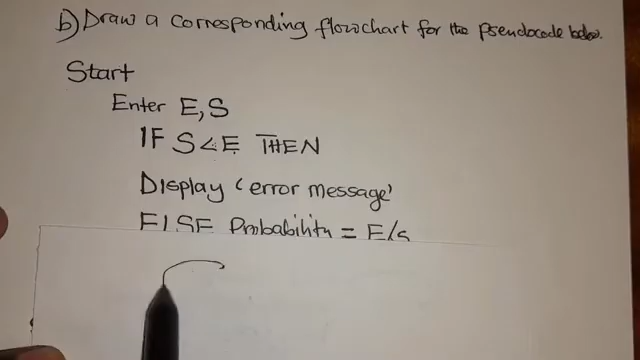 b) Draw a corresponding flowchart for the pseudocode below.
Start
Enter E, S
IF S < E THEN
Display (error message'
ELSE Probability = E/s